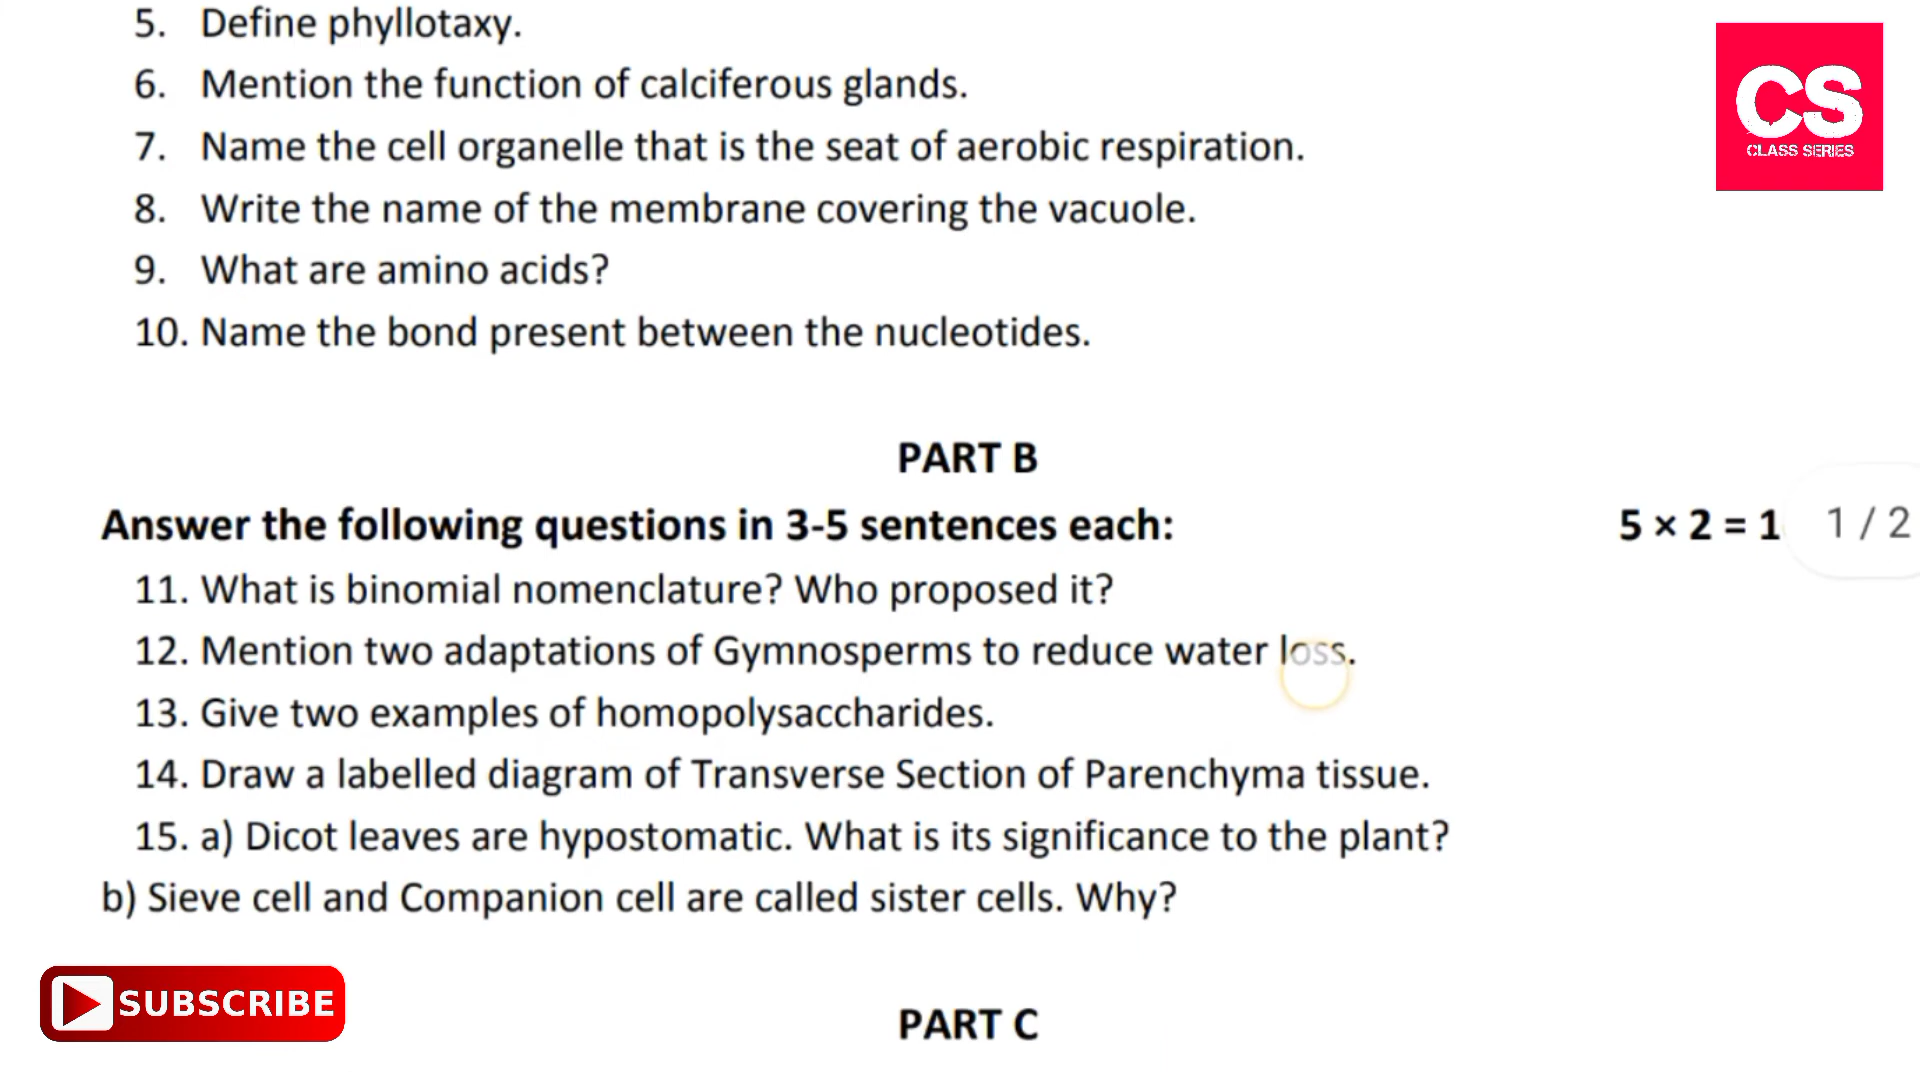 5. Define phyllotaxy.
6. Mention the function of calciferous glands.
7. Name the cell organelle that is the seat of aerobic respiration.
8. Write the name of the membrane covering the vacuole.
9. What are amino acids?
10. Name the bond present between the nucleotides.
CS
CLASS SERIES
PART B
Answer the following questions in 3-5 sentences each: 5 × 2 = 1
1 / 2
11. What is binomial nomenclature? Who proposed it?
12. Mention two adaptations of Gymnosperms to reduce water loss.
13. Give two examples of homopolysaccharides.
14. Draw a labelled diagram of Transverse Section of Parenchyma tissue.
15. a) Dicot leaves are hypostomatic. What is its significance to the plant?
b) Sieve cell and Companion cell are called sister cells. Why?
SUBSCRIBE
PART C